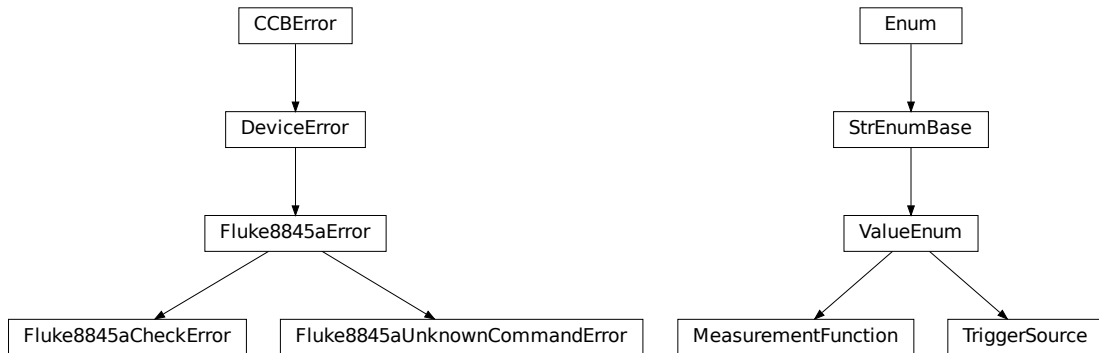 CCBError
Enum
DeviceError
StrEnumBase
Fluke8845aError
ValueEnum
Fluke8845aCheckError
Fluke8845aUnknownCommandError
MeasurementFunction
TriggerSource